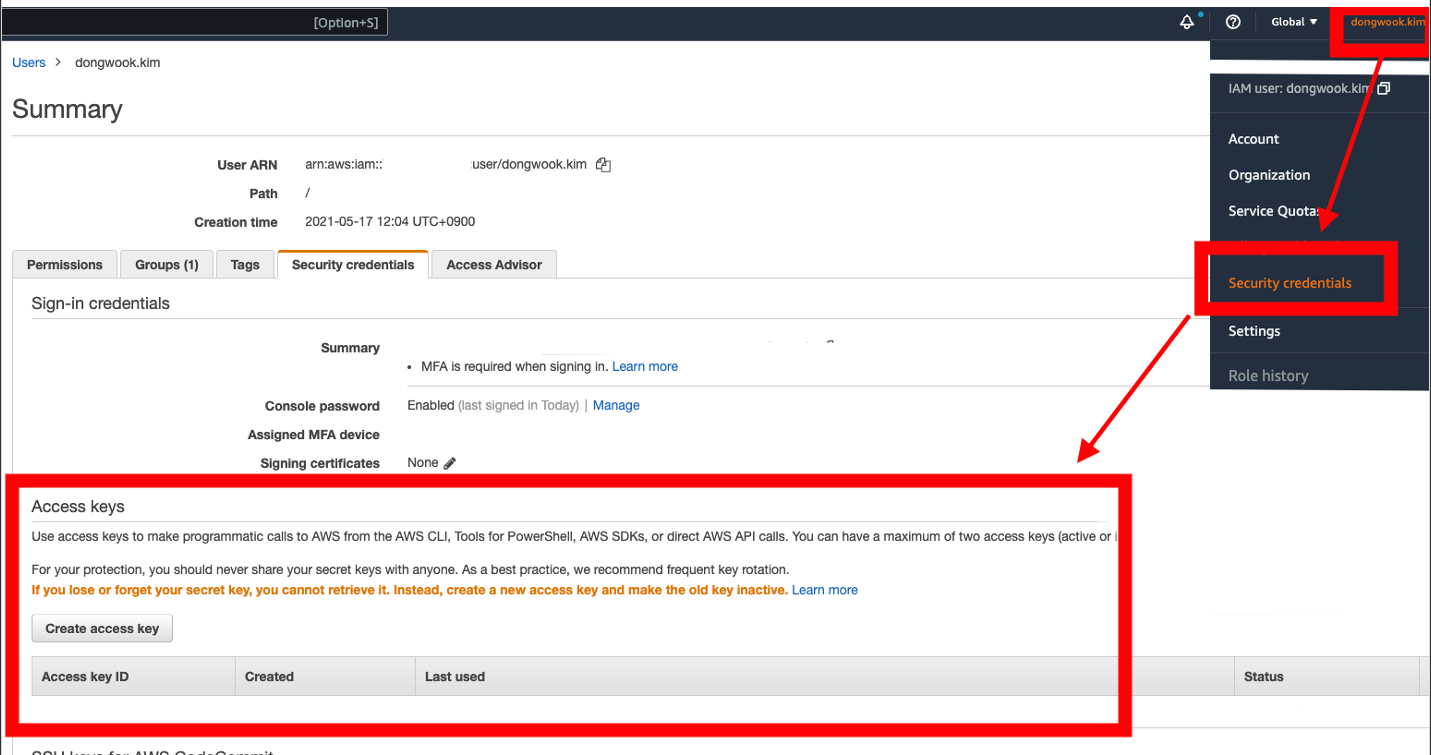 [Option+S]
Global
dongwook.kim
Users > dongwook.kim
IAM user: dongwook.kim
Summary
Account
Organization
Service Quotas
Security credentials
Settings
Role history
User ARN arn:aws:iam:: :user/dongwook.kim
Path /
Creation time 2021-05-17 12:04 UTC+0900
Permissions Groups (1) Tags Security credentials Access Advisor
Sign-in credentials
Summary
• MFA is required when signing in. Learn more
Console password Enabled (last signed in Today) | Manage
Assigned MFA device
Signing certificates None
Access keys
Use access keys to make programmatic calls to AWS from the AWS CLI, Tools for PowerShell, AWS SDKs, or direct AWS API calls. You can have a maximum of two access keys (active or
For your protection, you should never share your secret keys with anyone. As a best practice, we recommend frequent key rotation.
If you lose or forget your secret key, you cannot retrieve it. Instead, create a new access key and make the old key inactive. Learn more
Create access key
Access key ID Created Last used Status
SSH keys for AWS CodeCommit